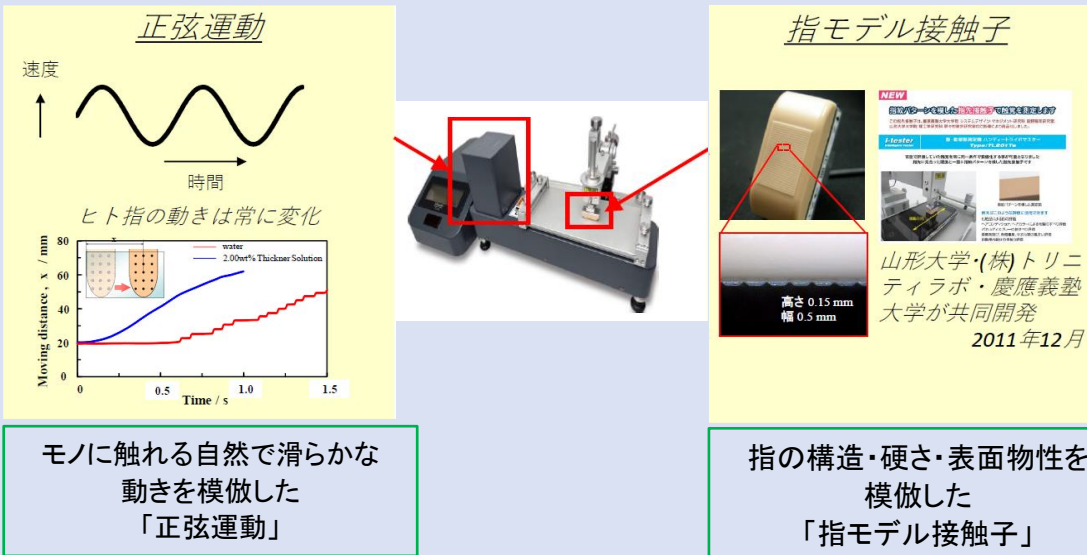 正弦運動
速度
時間
ヒト指の動きは常に変化
x
water
2.00wt% Thickner Solution
Moving distance , x / mm
80
60
40
20
0
0
0.5
1.0
1.5
Time / s
モノに触れる自然で滑らかな
動きを模倣した
「正弦運動」
指モデル接触子
NEW
高さ 0.15 mm
幅 0.5 mm
山形大学・(株)トリニ
ティラボ・慶應義塾
大学が共同開発
2011年12月
指の構造・硬さ・表面物性を
模倣した
「指モデル接触子」